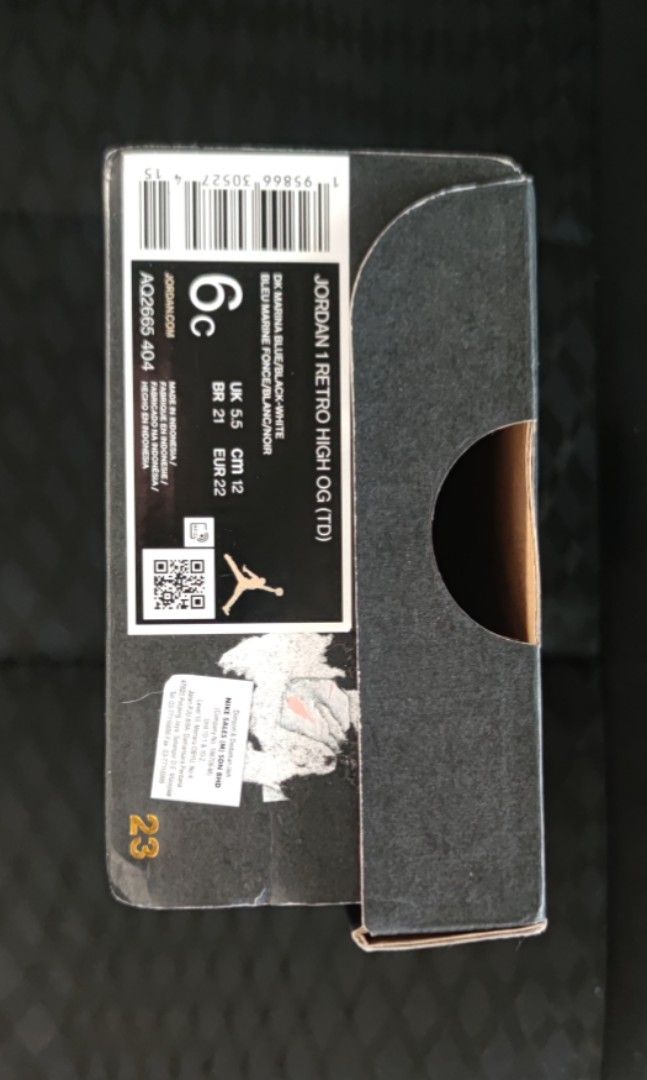 JORDAN 1 RETRO HIGH OG (TD)
DK MARINA BLUE/BLACK-WHITE
BLEU MARINE FONCE/BLANC/NOIR
6C
UK 5.5 cm 12
BR 21 EUR 22
JORDAN.COM
AQ2665 404
MADE IN INDONESIA /
FABRIQUE EN INDONESIE /
FABRICADO NA INDONÉSIA /
HECHO EN INDONESIA
1 95866 30527 4 15
NIKE SALES (M) SDN BHD
23